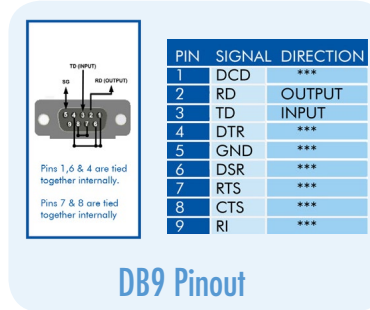 TD (INPUT)
SG
RD (OUTPUT)
5 4 3 2 1
9 8 7 6
Pins 1,6 & 4 are tied
together internally.
Pins 7 & 8 are tied
together internally
PIN SIGNAL DIRECTION
1 DCD ***
2 RD OUTPUT
3 TD INPUT
4 DTR ***
5 GND ***
6 DSR ***
7 RTS ***
8 CTS ***
9 RI ***
DB9 Pinout